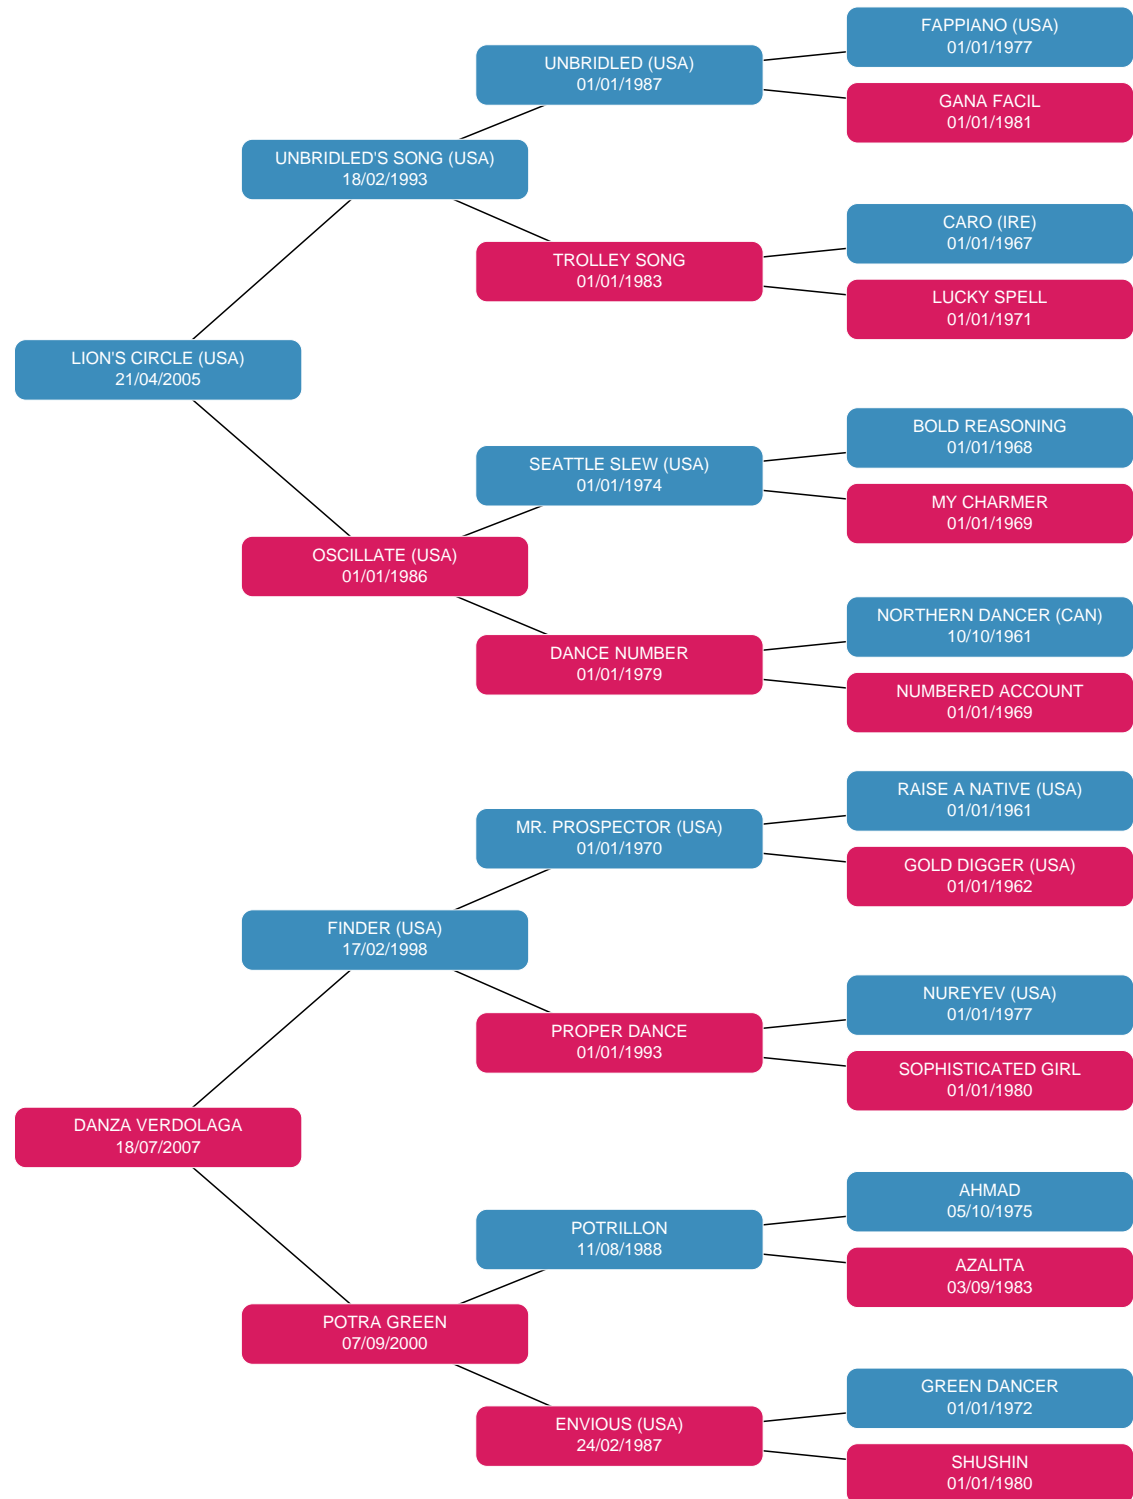 FAPPIANO (USA)
01/01/1977
UNBRIDLED (USA)
01/01/1987
GANA FACIL
01/01/1981
UNBRIDLED'S SONG (USA)
18/02/1993
CARO (IRE)
01/01/1967
TROLLEY SONG
01/01/1983
LUCKY SPELL
01/01/1971
LION'S CIRCLE (USA)
21/04/2005
BOLD REASONING
01/01/1968
SEATTLE SLEW (USA)
01/01/1974
MY CHARMER
01/01/1969
OSCILLATE (USA)
01/01/1986
NORTHERN DANCER (CAN)
10/10/1961
DANCE NUMBER
01/01/1979
NUMBERED ACCOUNT
01/01/1969
RAISE A NATIVE (USA)
01/01/1961
MR. PROSPECTOR (USA)
01/01/1970
GOLD DIGGER (USA)
01/01/1962
FINDER (USA)
17/02/1998
NUREYEV (USA)
01/01/1977
PROPER DANCE
01/01/1993
SOPHISTICATED GIRL
01/01/1980
DANZA VERDOLAGA
18/07/2007
AHMAD
05/10/1975
POTRILLON
11/08/1988
AZALITA
03/09/1983
POTRA GREEN
07/09/2000
GREEN DANCER
01/01/1972
ENVIOUS (USA)
24/02/1987
SHUSHIN
01/01/1980